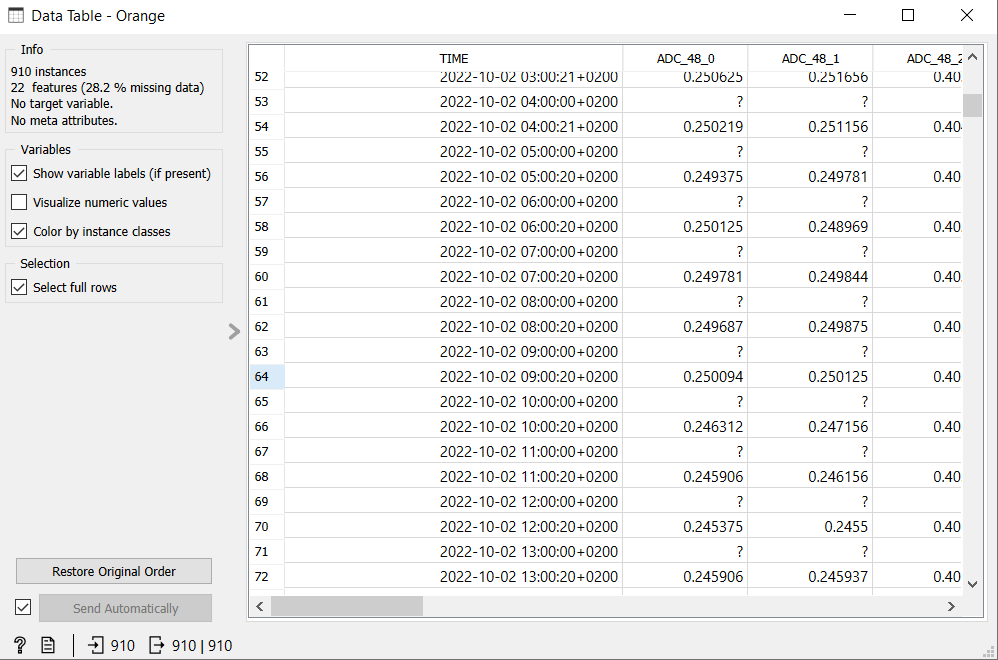 Data Table - Orange
Info
910 instances
22 features (28.2 % missing data)
No target variable.
No meta attributes.
Variables
Show variable labels (if present)
Visualize numeric values
Color by instance classes
Selection
Select full rows
Restore Original Order
Send Automatically
? 910 910 | 910
TIME ADC_48_0 ADC_48_1 ADC_48_2
52 2022-10-02 03:00:21+0200 0.250625 0.251656 0.40
53 2022-10-02 04:00:00+0200 ? ?
54 2022-10-02 04:00:21+0200 0.250219 0.251156 0.40
55 2022-10-02 05:00:00+0200 ? ?
56 2022-10-02 05:00:20+0200 0.249375 0.249781 0.40
57 2022-10-02 06:00:00+0200 ? ?
58 2022-10-02 06:00:20+0200 0.250125 0.248969 0.40
59 2022-10-02 07:00:00+0200 ? ?
60 2022-10-02 07:00:20+0200 0.249781 0.249844 0.40
61 2022-10-02 08:00:00+0200 ? ?
62 2022-10-02 08:00:20+0200 0.249687 0.249875 0.40
63 2022-10-02 09:00:00+0200 ? ?
64 2022-10-02 09:00:20+0200 0.250094 0.250125 0.40
65 2022-10-02 10:00:00+0200 ? ?
66 2022-10-02 10:00:20+0200 0.246312 0.247156 0.40
67 2022-10-02 11:00:00+0200 ? ?
68 2022-10-02 11:00:20+0200 0.245906 0.246156 0.40
69 2022-10-02 12:00:00+0200 ? ?
70 2022-10-02 12:00:20+0200 0.245375 0.2455 0.40
71 2022-10-02 13:00:00+0200 ? ?
72 2022-10-02 13:00:20+0200 0.245906 0.245937 0.40